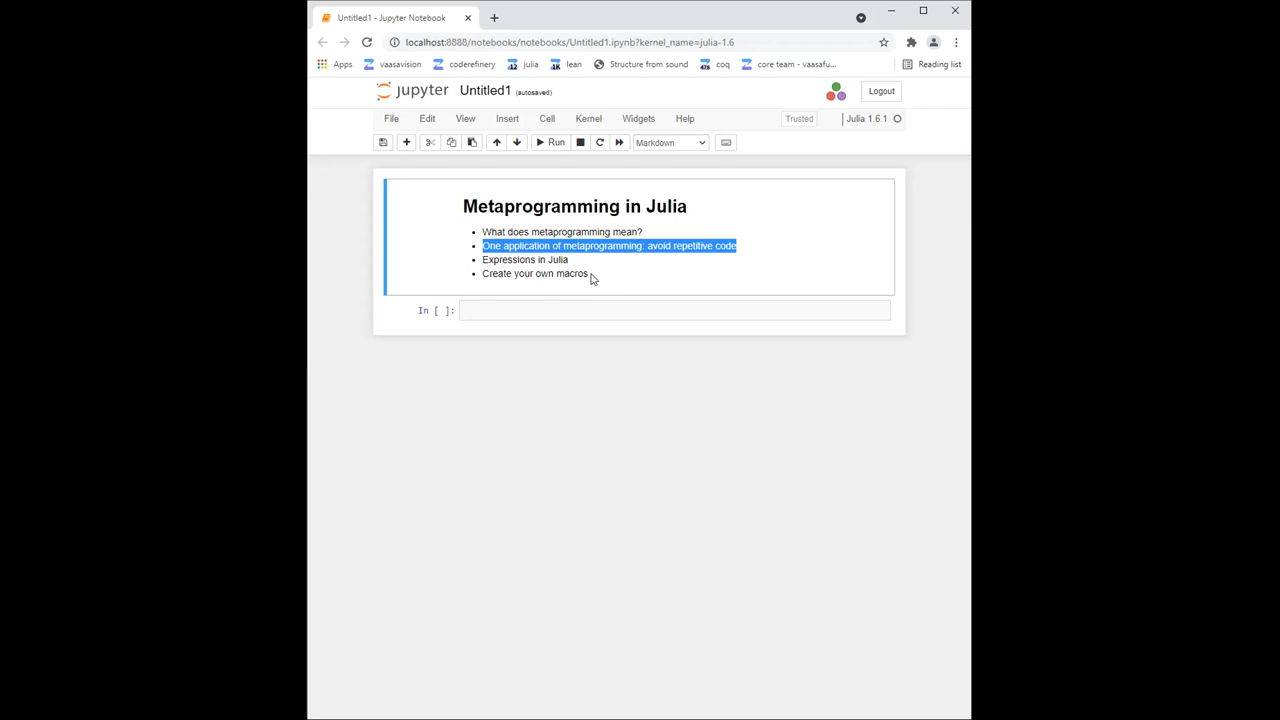 Untitled1 - Jupyter Notebook
localhost:8888/notebooks/notebooks/Untitled1.ipynb?kernel_name=julia-1.6
Apps vaasavision coderefinery julia lean Structure from sound coq core team - vaasafu... Reading list
jupyter Untitled1 (autosaved) Logout
File Edit View Insert Cell Kernel Widgets Help Trusted Julia 1.6.1
Run Markdown
Metaprogramming in Julia
• What does metaprogramming mean?
• One application of metaprogramming: avoid repetitive code
• Expressions in Julia
• Create your own macros
In [ ]: